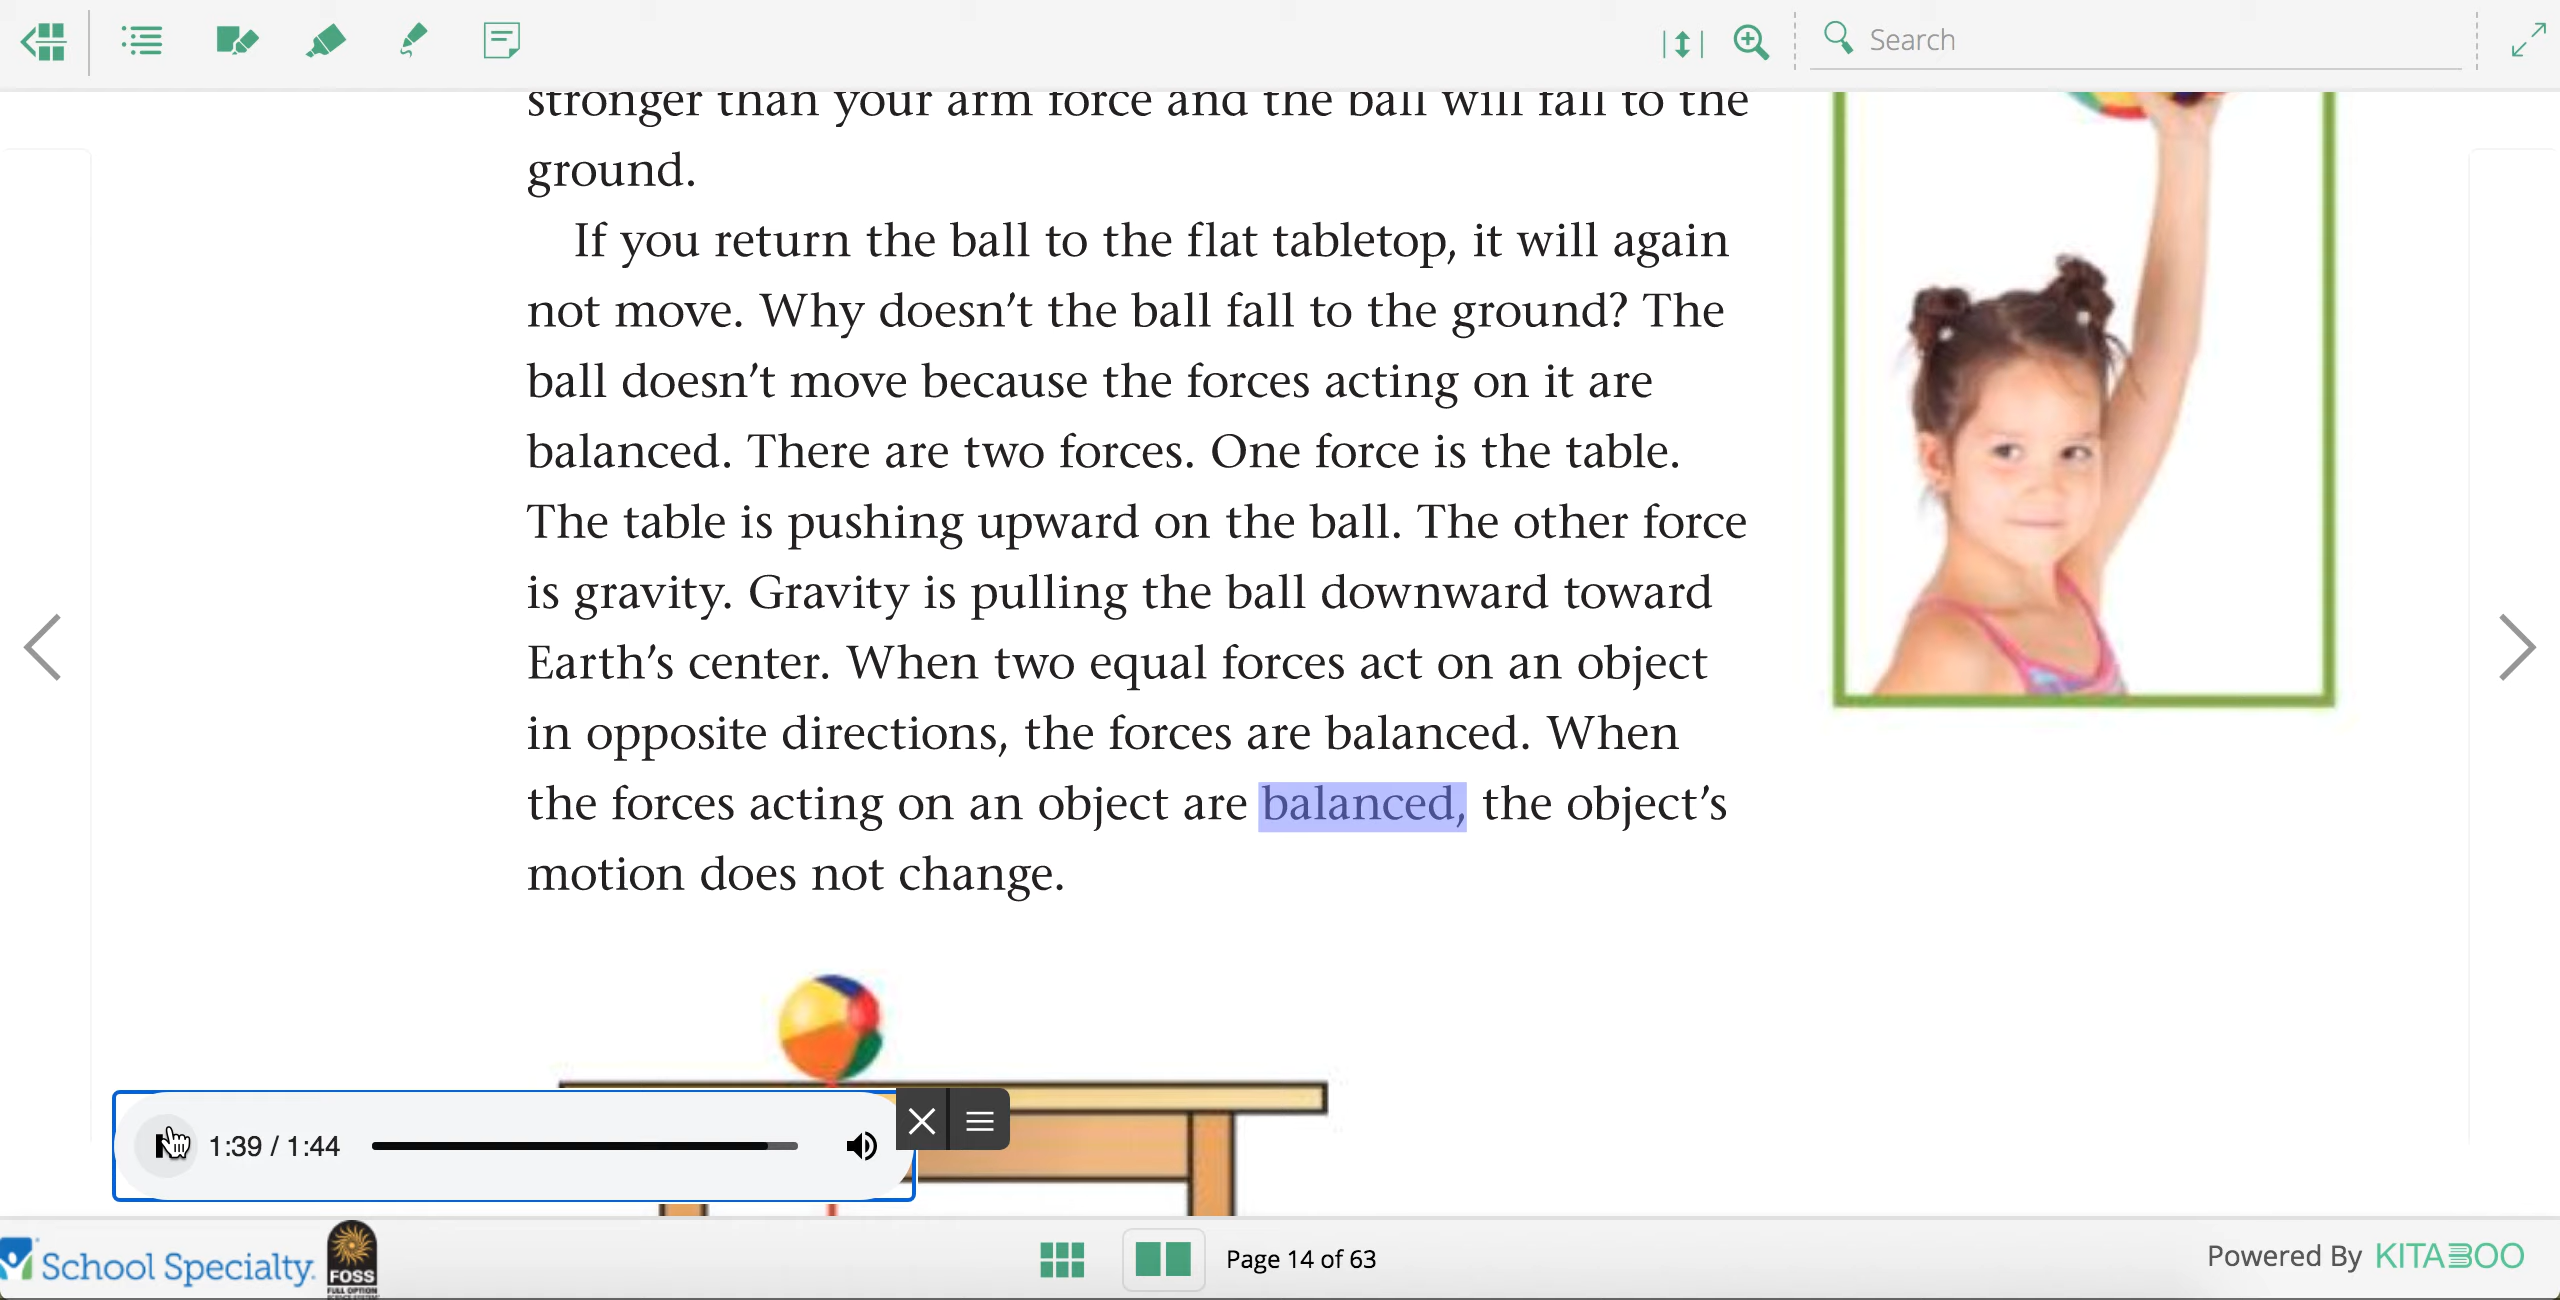 Search
stronger than your arm force and the ball will fall to the
ground.
If you return the ball to the flat tabletop, it will again
not move. Why doesn’t the ball fall to the ground? The
ball doesn’t move because the forces acting on it are
balanced. There are two forces. One force is the table.
The table is pushing upward on the ball. The other force
is gravity. Gravity is pulling the ball downward toward
Earth’s center. When two equal forces act on an object
in opposite directions, the forces are balanced. When
the forces acting on an object are balanced, the object’s
motion does not change.
1:39 / 1:44
School Specialty.
FOSS
FULL OPTION
Page 14 of 63
Powered By KITABOO